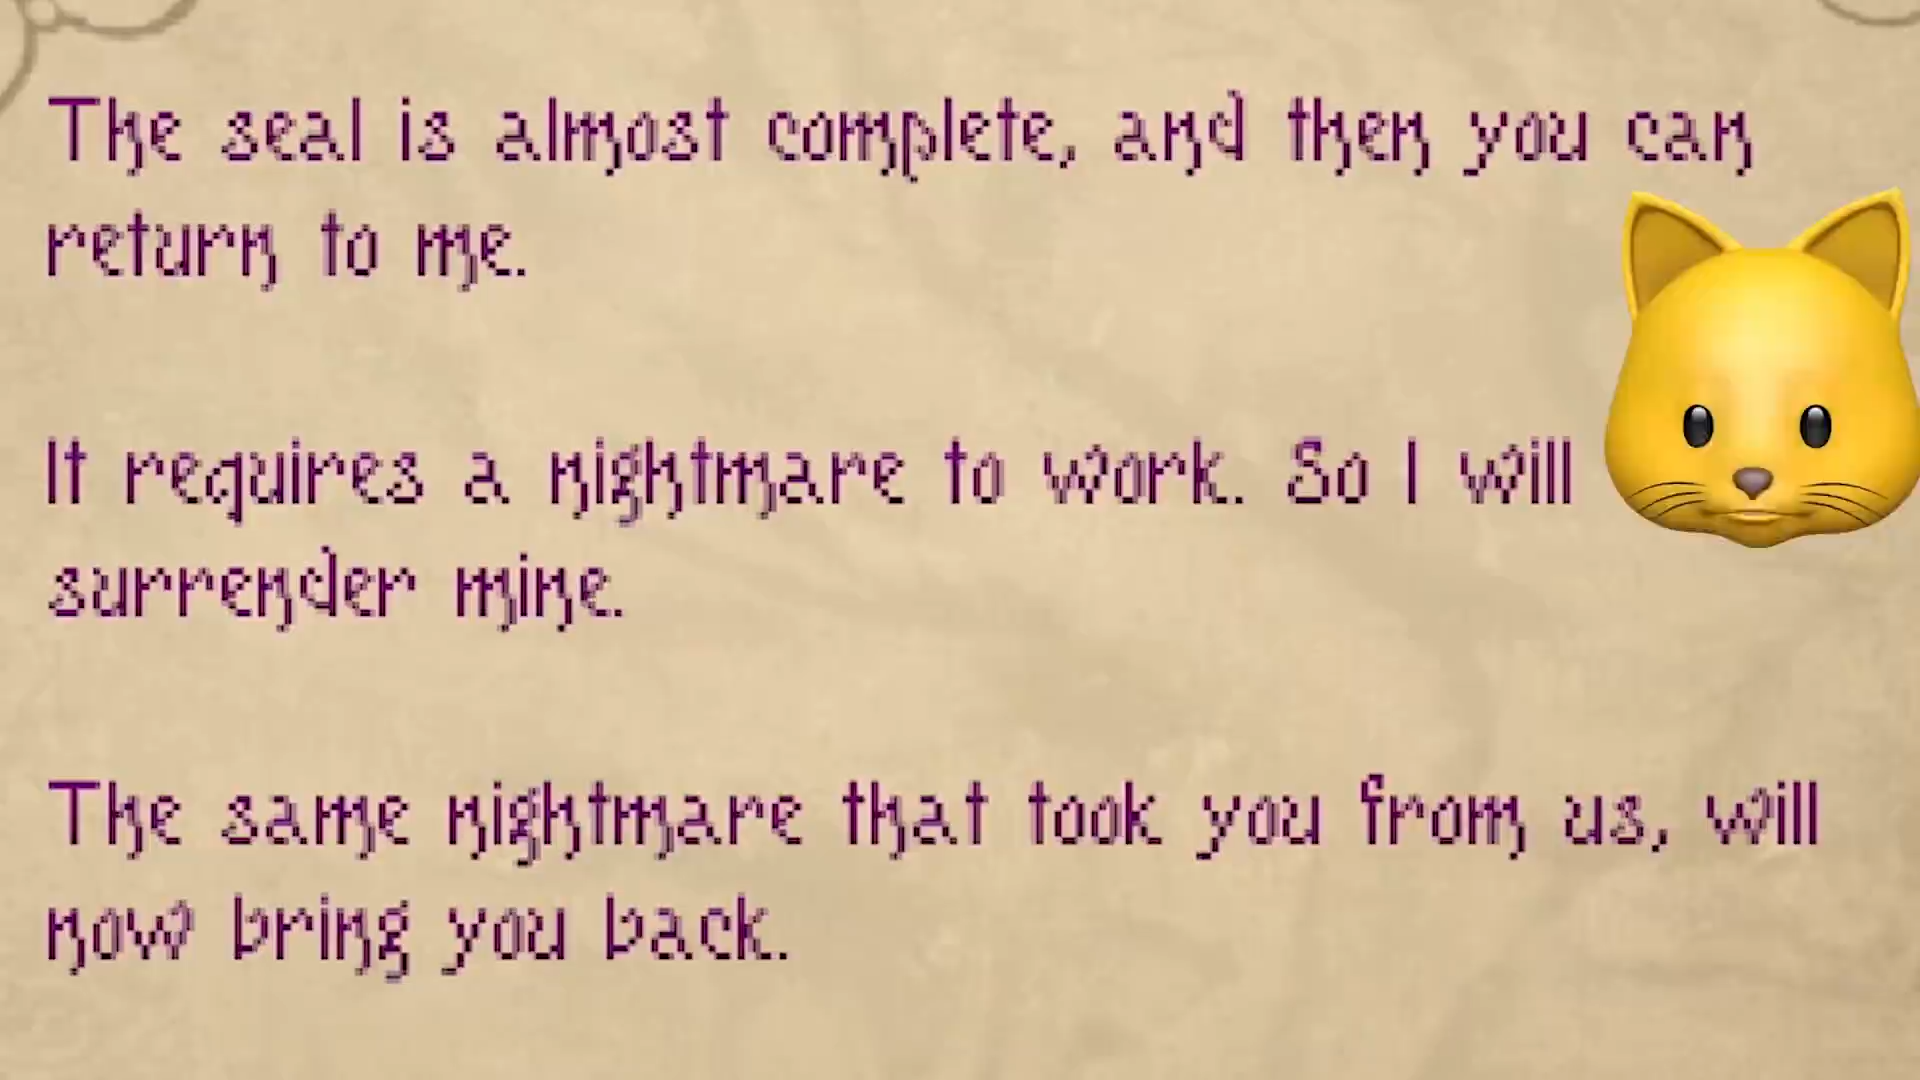 The seal is almost complete, and then you can
return to me.
It requires a nightmare to work. So I will
surrender mine.
The same nightmare that took you from us, will
now bring you back.